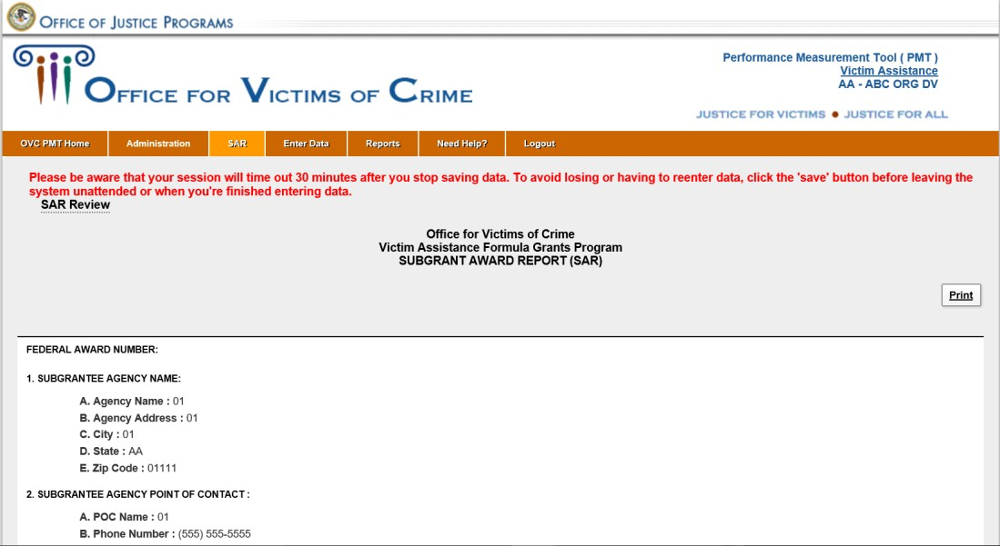 OFFICE OF JUSTICE PROGRAMS
OFFICE FOR VICTIMS OF CRIME
Performance Measurement Tool ( PMT )
Victim Assistance
AA - ABC ORG DV
JUSTICE FOR VICTIMS • JUSTICE FOR ALL
OVC PMT Home Administration SAR Enter Data Reports Need Help? Logout
Please be aware that your session will time out 30 minutes after you stop saving data. To avoid losing or having to reenter data, click the 'save' button before leaving the
system unattended or when you're finished entering data.
SAR Review
Office for Victims of Crime
Victim Assistance Formula Grants Program
SUBGRANT AWARD REPORT (SAR)
Print
FEDERAL AWARD NUMBER:
1. SUBGRANTEE AGENCY NAME:
A. Agency Name : 01
B. Agency Address : 01
C. City : 01
D. State : AA
E. Zip Code : 01111
2. SUBGRANTEE AGENCY POINT OF CONTACT :
A. POC Name : 01
B. Phone Number : (555) 555-5555